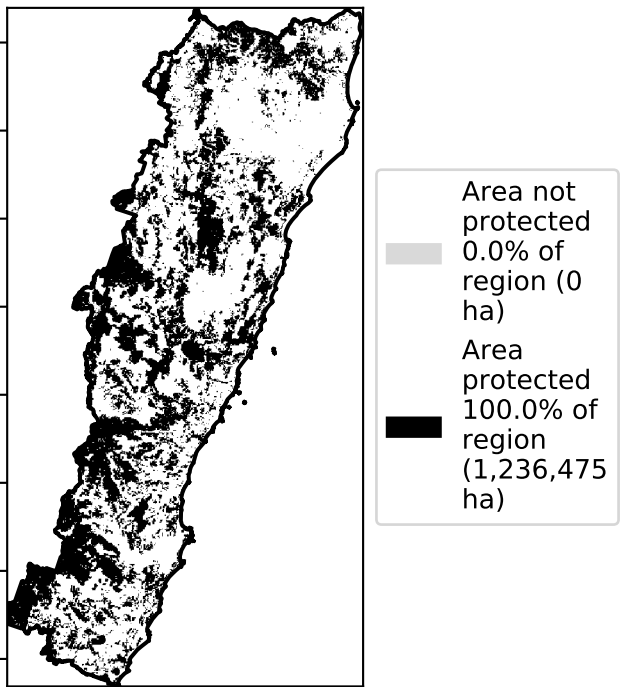 Area not
protected
0.0% of
region (0
ha)
Area
protected
100.0% of
region
(1,236,475
ha)